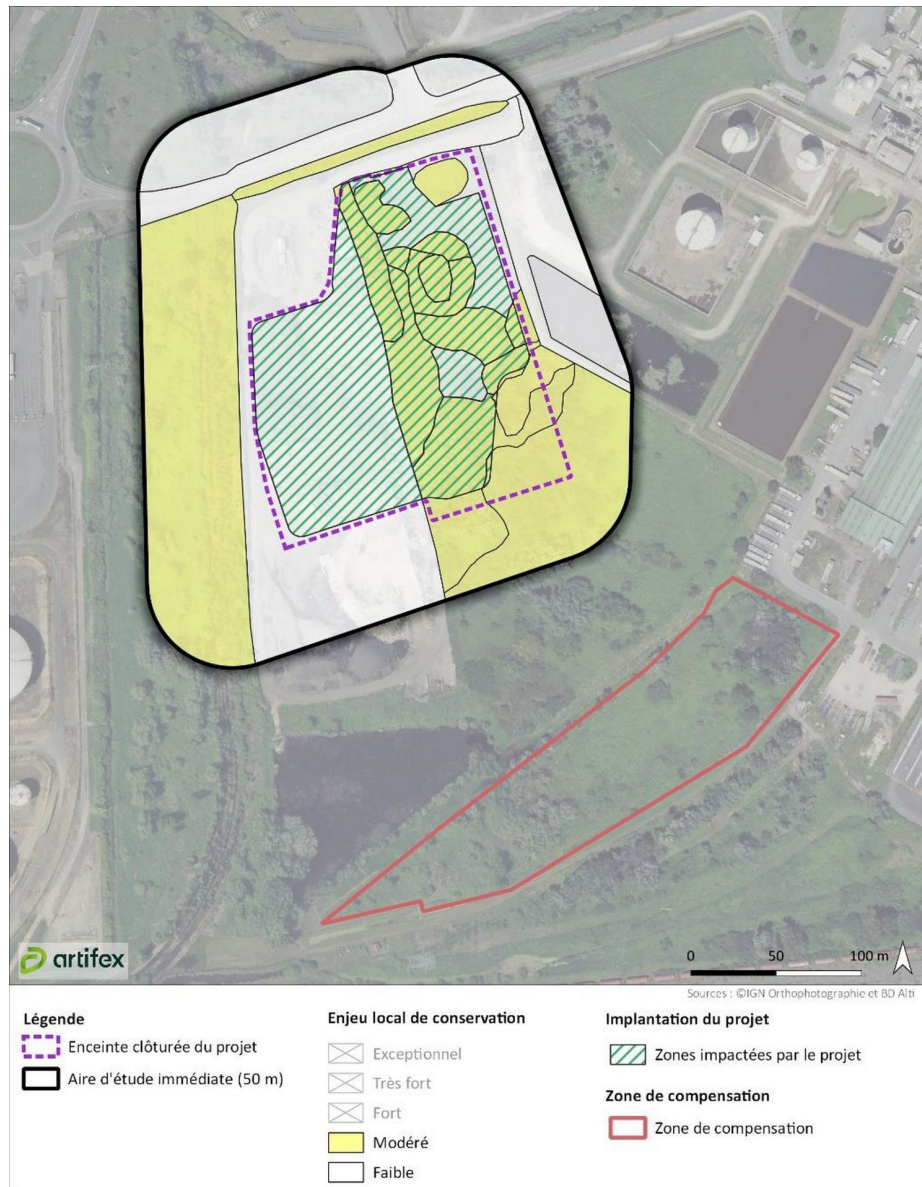 artifex
0 50 100 m
Sources : ©IGN Orthophotographie et BD Alti
Légende
Enceinte clôturée du projet
Aire d'étude immédiate (50 m)
Enjeu local de conservation
Exceptionnel
Très fort
Fort
Modéré
Faible
Implantation du projet
Zones impactées par le projet
Zone de compensation
Zone de compensation